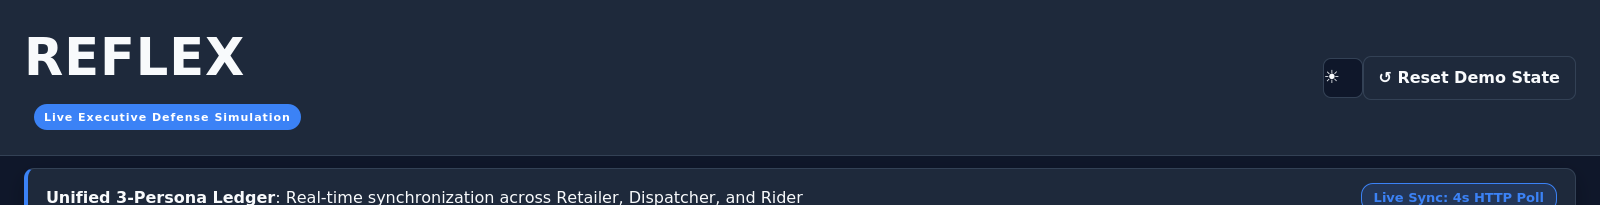 REFLEX
Live Executive Defense Simulation
☀ ↺ Reset Demo State
Unified 3-Persona Ledger: Real-time synchronization across Retailer, Dispatcher, and Rider
Live Sync: 4s HTTP Poll